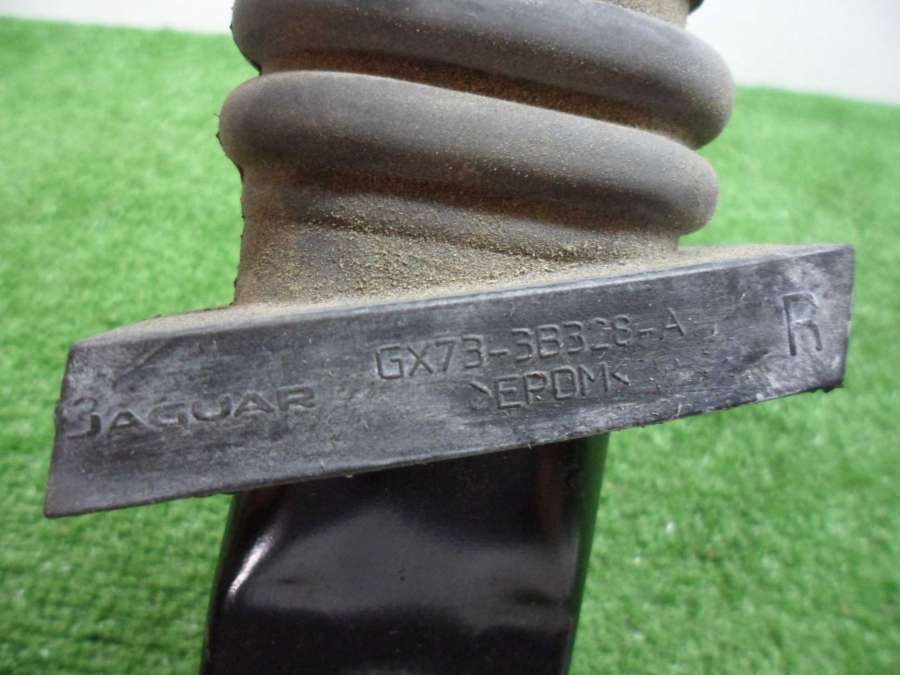 GX73-3B328-A
R
JAGUAR
>EPDM<